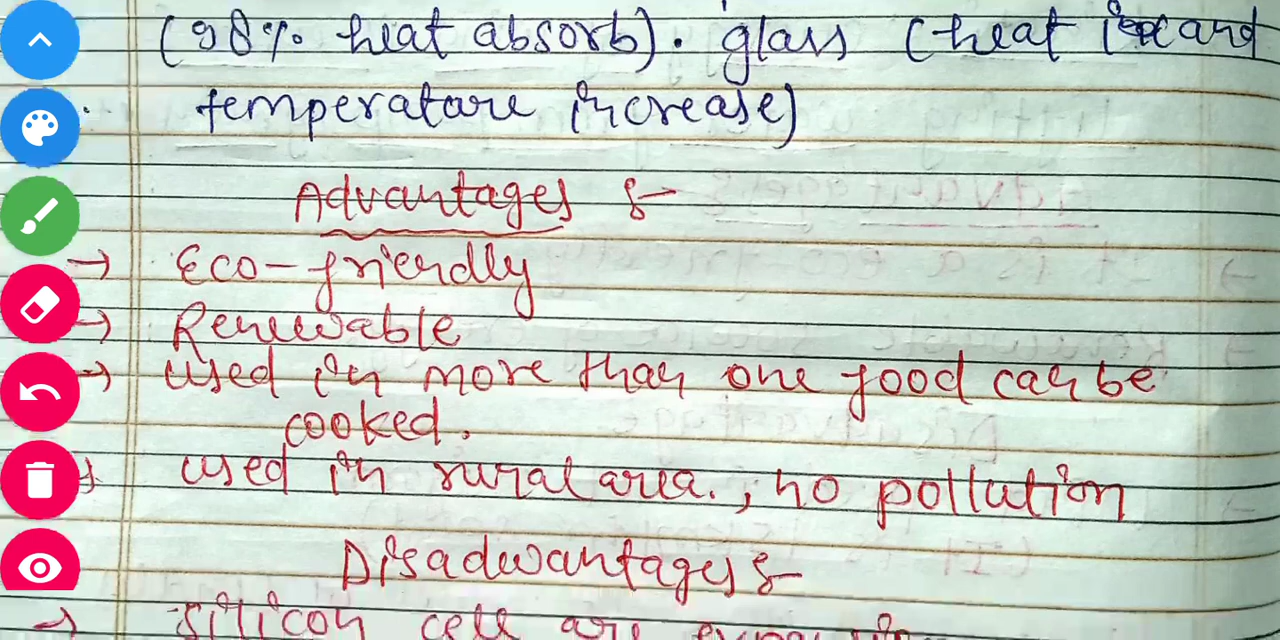 (98% heat absorb). glass (heat and
temperature increase)
Advantages :-
→ Eco-friendly
→ Renewable
→ used in more than one food can be
cooked.
→ used in rural area., no pollution
Disadvantages :-
→ silicon cell are